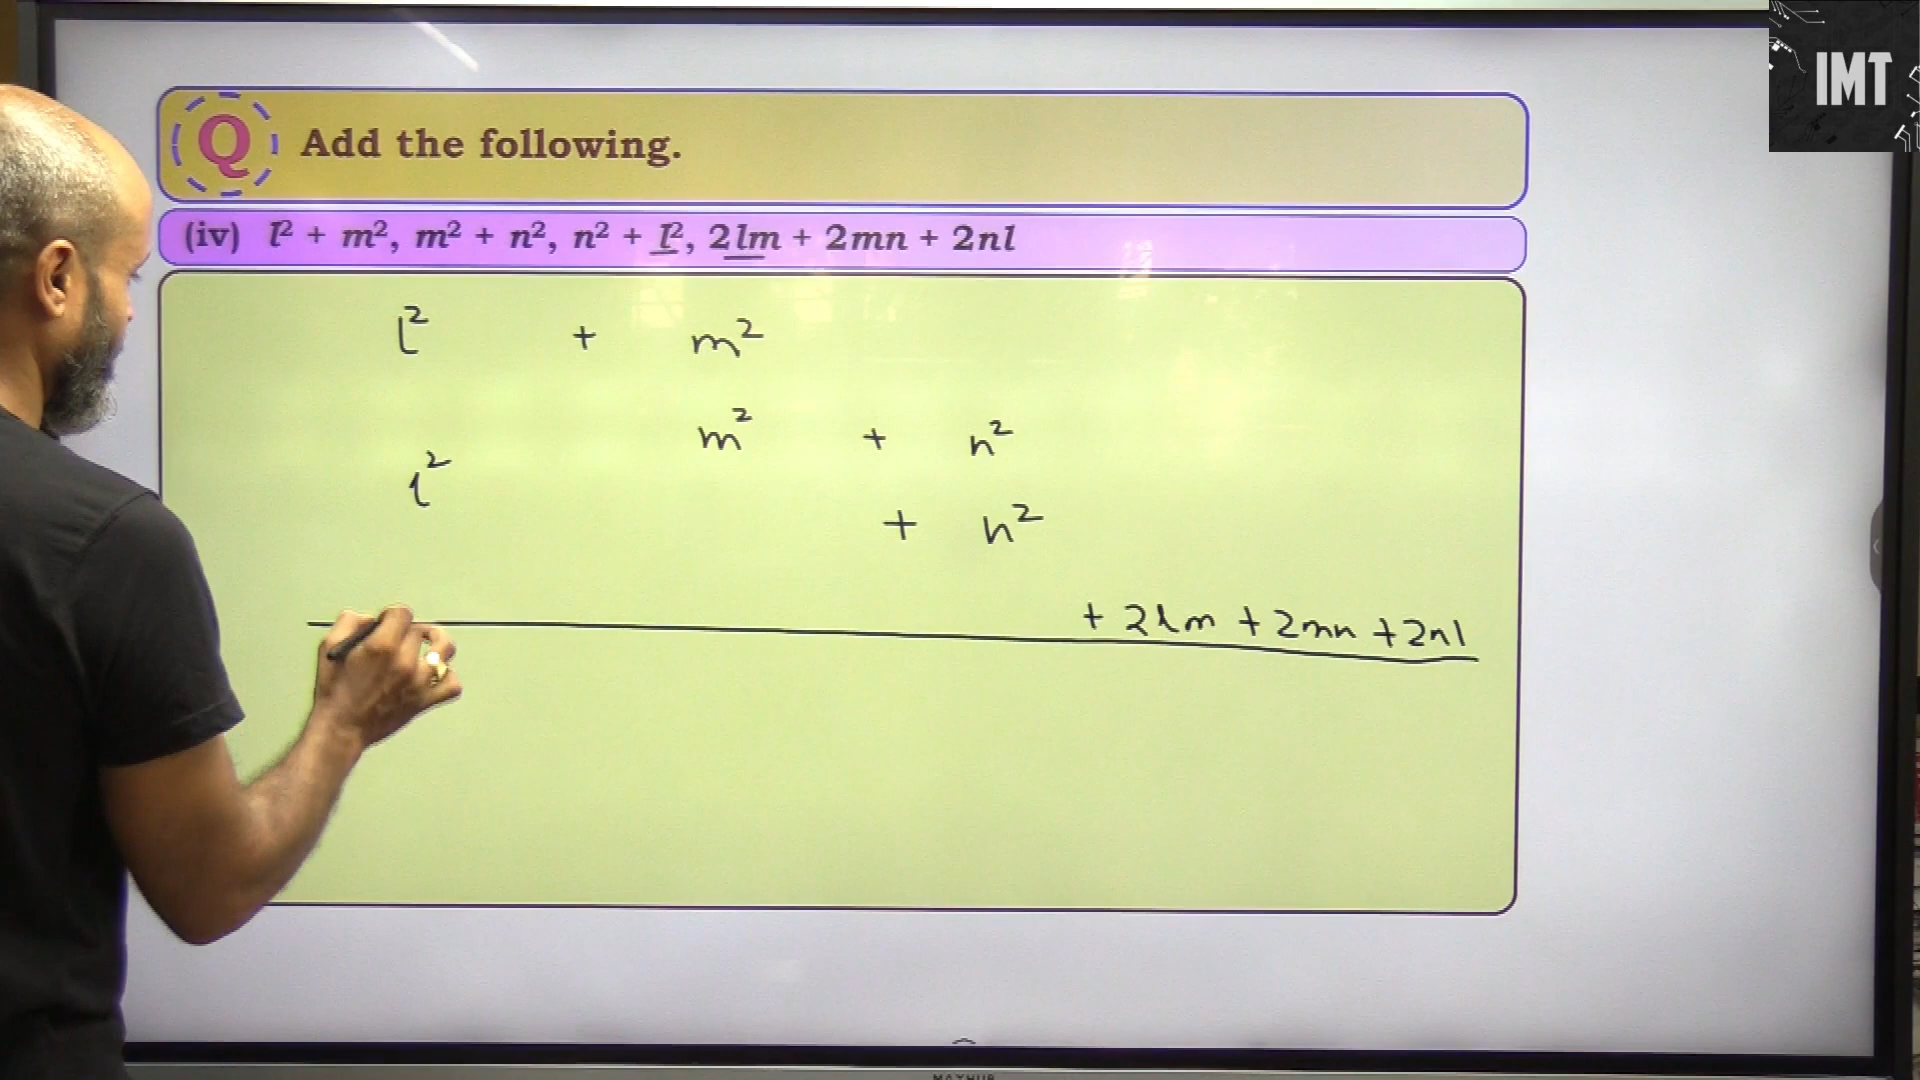 IMT
Q Add the following.
(iv) l² + m², m² + n², n² + l², 2lm + 2mn + 2nl
l² + m²
m² + n²
l²
+ n²
+ 2lm + 2mn + 2nl
MAXHUB